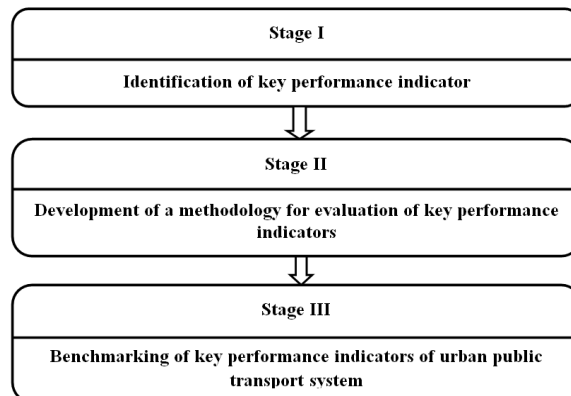 Stage I
Identification of key performance indicator
Stage II
Development of a methodology for evaluation of key performance
indicators
Stage III
Benchmarking of key performance indicators of urban public
transport system